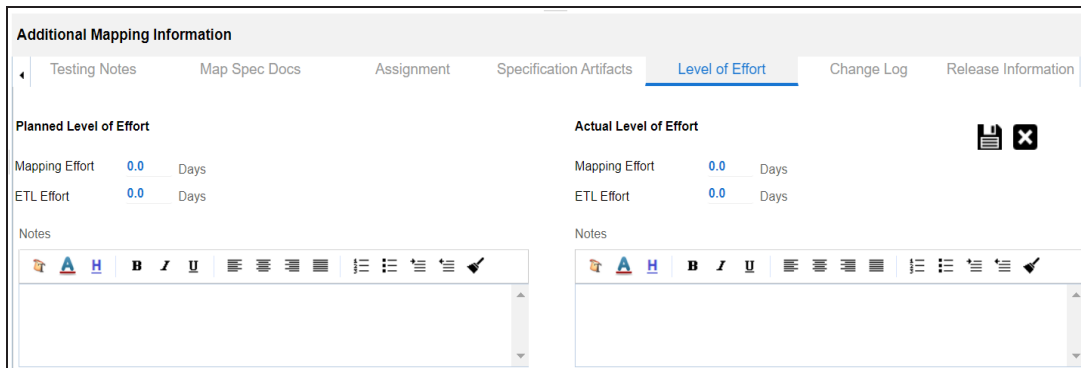 Additional Mapping Information
Testing Notes Map Spec Docs Assignment Specification Artifacts Level of Effort Change Log Release Information
Planned Level of Effort
Mapping Effort 0.0 Days
ETL Effort 0.0 Days
Notes
A H B I U
Actual Level of Effort
Mapping Effort 0.0 Days
ETL Effort 0.0 Days
Notes
A H B I U